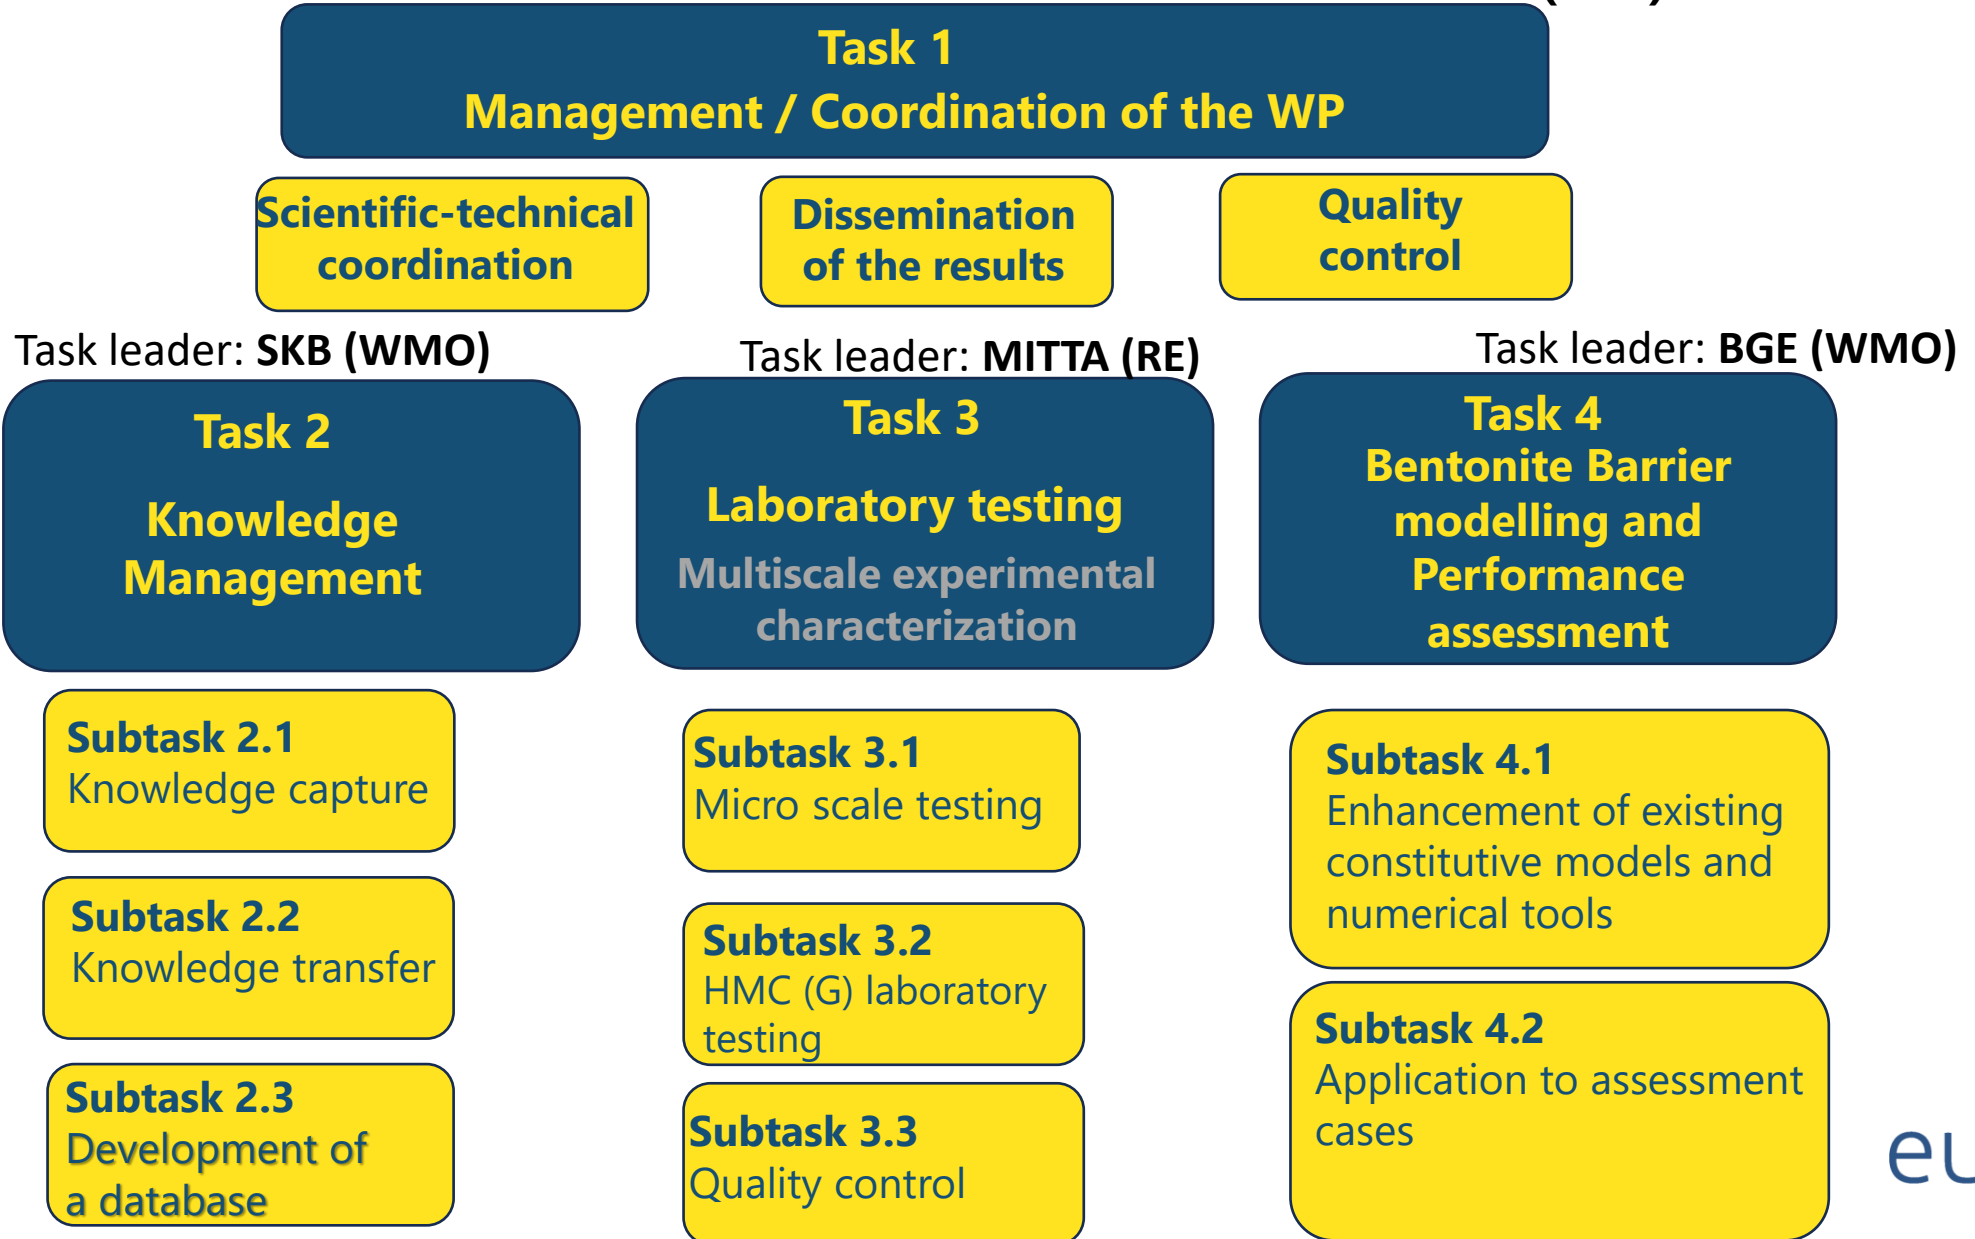 Task 1
Management / Coordination of the WP
Scientific-technical
coordination
Dissemination
of the results
Quality
control
Task leader: SKB (WMO)
Task 2
Knowledge
Management
Subtask 2.1
Knowledge capture
Subtask 2.2
Knowledge transfer
Subtask 2.3
Development of
a database
Task leader: MITTA (RE)
Task 3
Laboratory testing
Multiscale experimental
characterization
Subtask 3.1
Micro scale testing
Subtask 3.2
HMC (G) laboratory
testing
Subtask 3.3
Quality control
Task leader: BGE (WMO)
Task 4
Bentonite Barrier
modelling and
Performance
assessment
Subtask 4.1
Enhancement of existing
constitutive models and
numerical tools
Subtask 4.2
Application to assessment
cases